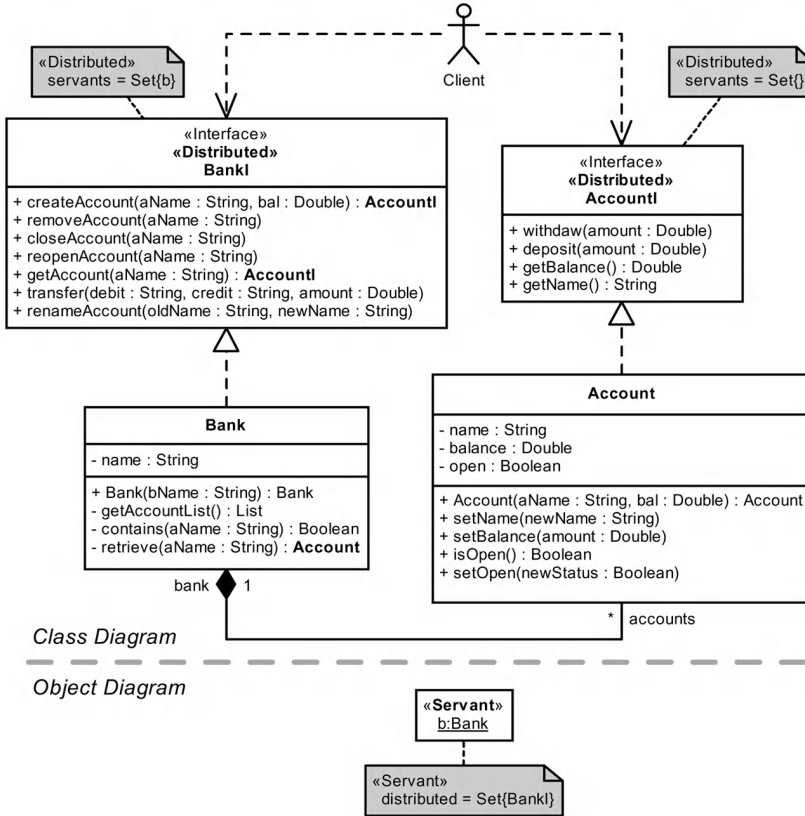 «Distributed»
servants = Set{b}
Client
«Distributed»
servants = Set{}
«Interface»
«Distributed»
BankI
+ createAccount(aName : String, bal : Double) : AccountI
+ removeAccount(aName : String)
+ closeAccount(aName : String)
+ reopenAccount(aName : String)
+ getAccount(aName : String) : AccountI
+ transfer(debit : String, credit : String, amount : Double)
+ renameAccount(oldName : String, newName : String)
«Interface»
«Distributed»
AccountI
+ withdaw(amount : Double)
+ deposit(amount : Double)
+ getBalance() : Double
+ getName() : String
Bank
- name : String
+ Bank(bName : String) : Bank
- getAccountList() : List
- contains(aName : String) : Boolean
- retrieve(aName : String) : Account
Account
- name : String
- balance : Double
- open : Boolean
+ Account(aName : String, bal : Double) : Account
+ setName(newName : String)
+ setBalance(amount : Double)
+ isOpen() : Boolean
+ setOpen(newStatus : Boolean)
bank 1
* accounts
Class Diagram
Object Diagram
«Servant»
b:Bank
«Servant»
distributed = Set{BankI}